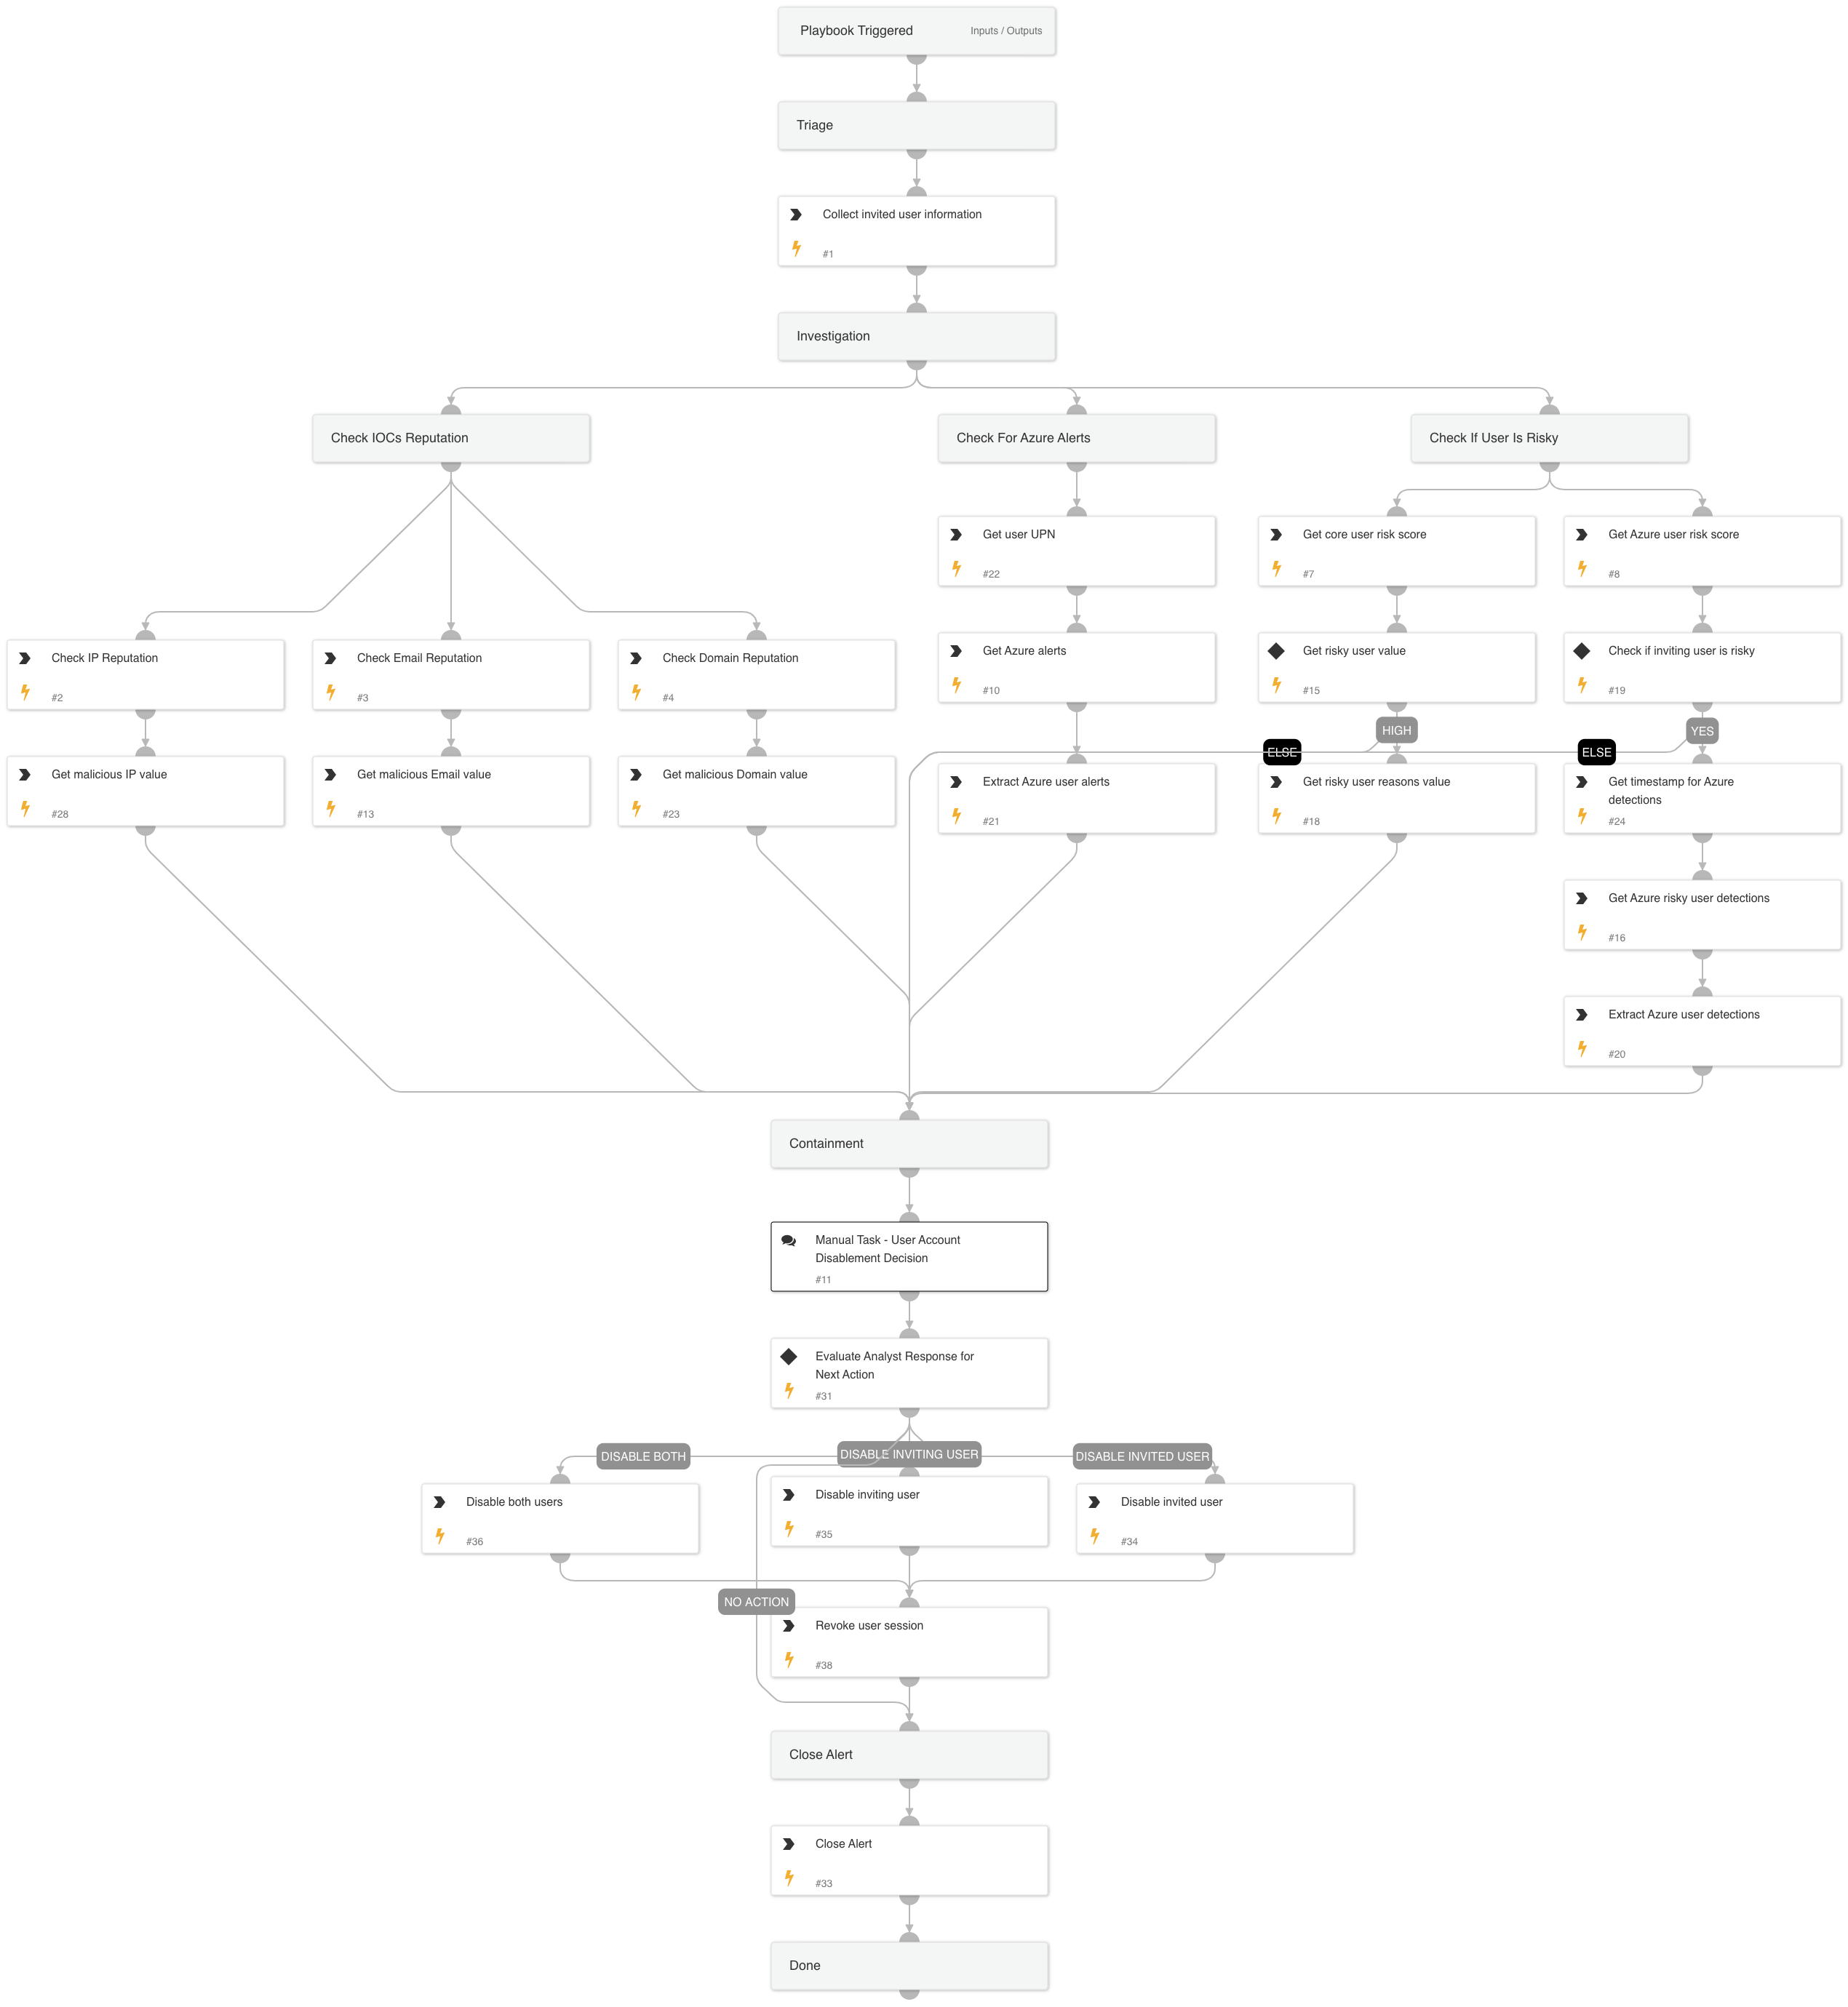 Playbook Triggered Inputs / Outputs
Triage
Collect invited user information
#1
Investigation
Check IOCs Reputation
Check For Azure Alerts
Check If User Is Risky
Get user UPN
#22
Get core user risk score
#7
Get Azure user risk score
#8
Check IP Reputation
#2
Check Email Reputation
#3
Check Domain Reputation
#4
Get Azure alerts
#10
Get risky user value
#15
Check if inviting user is risky
#19
HIGH
YES
ELSE
ELSE
Get malicious IP value
#28
Get malicious Email value
#13
Get malicious Domain value
#23
Extract Azure user alerts
#21
Get risky user reasons value
#18
Get timestamp for Azure
detections
#24
Get Azure risky user detections
#16
Extract Azure user detections
#20
Containment
Manual Task - User Account
Disablement Decision
#11
Evaluate Analyst Response for
Next Action
#31
DISABLE BOTH
DISABLE INVITING USER
DISABLE INVITED USER
Disable both users
#36
Disable inviting user
#35
Disable invited user
#34
NO ACTION
Revoke user session
#38
Close Alert
Close Alert
#33
Done